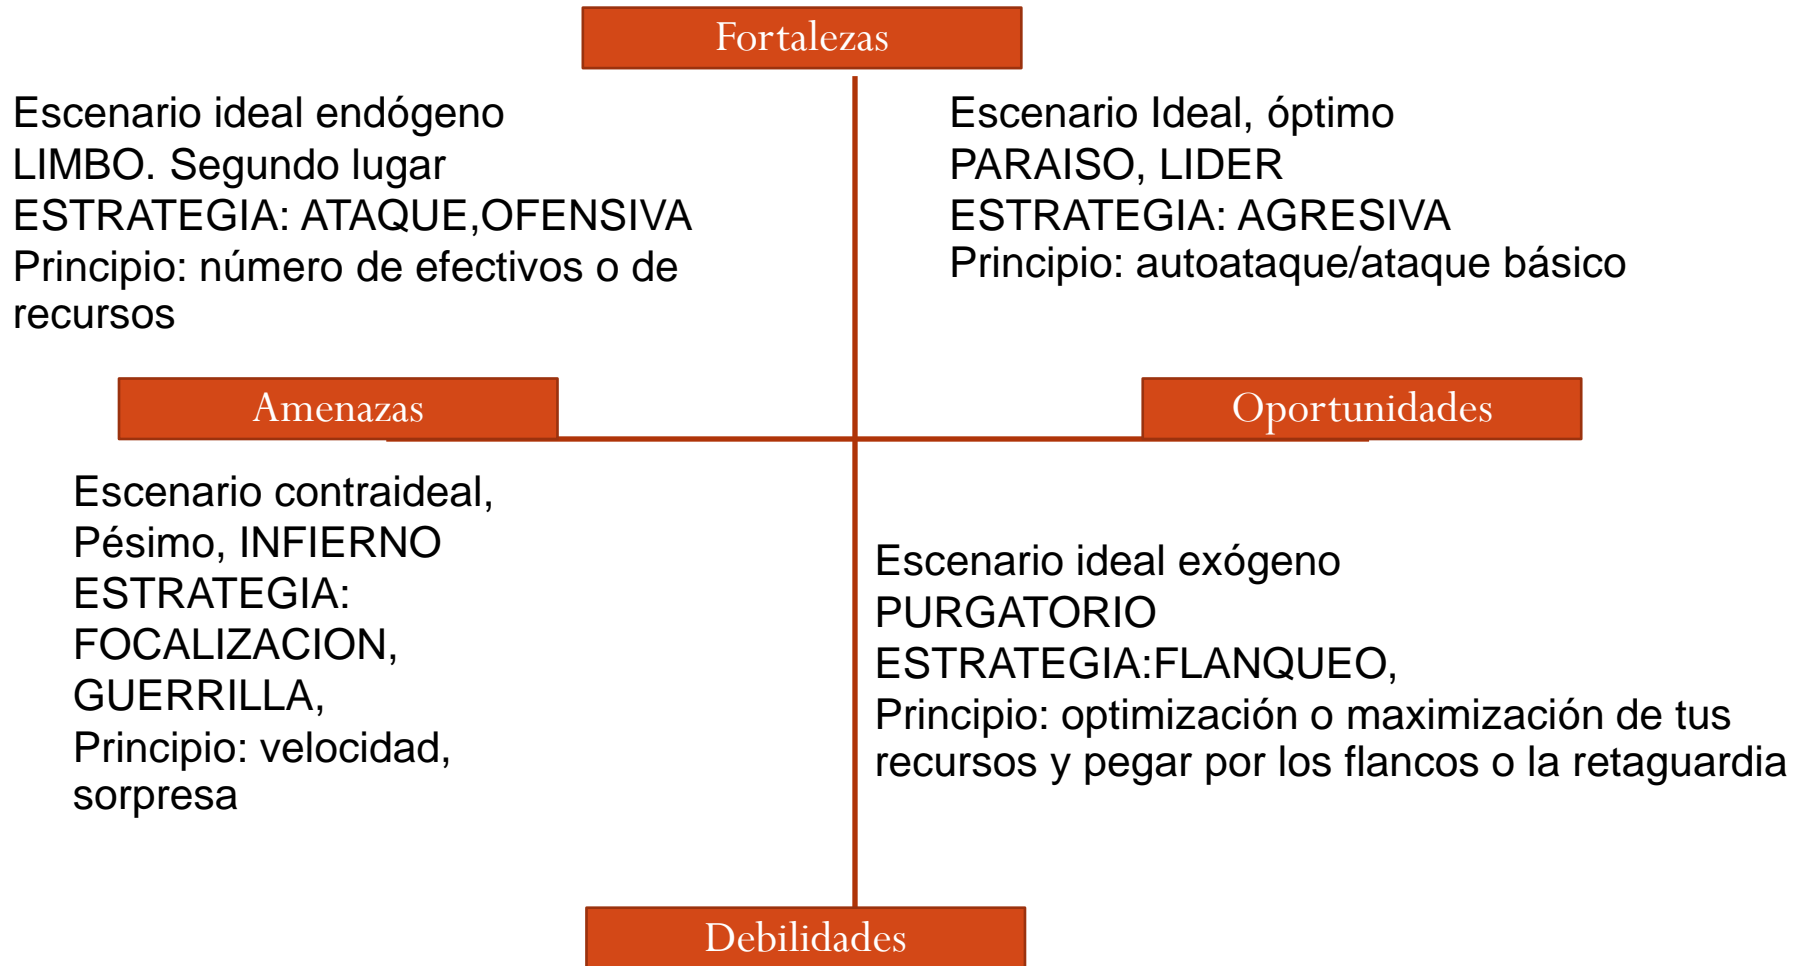 Fortalezas
Escenario ideal endógeno
LIMBO. Segundo lugar
ESTRATEGIA: ATAQUE,OFENSIVA
Principio: número de efectivos o de
recursos
Escenario Ideal, óptimo
PARAISO, LIDER
ESTRATEGIA: AGRESIVA
Principio: autoataque/ataque básico
Amenazas
Oportunidades
Escenario contraideal,
Pésimo, INFIERNO
ESTRATEGIA:
FOCALIZACION,
GUERRILLA,
Principio: velocidad,
sorpresa
Escenario ideal exógeno
PURGATORIO
ESTRATEGIA:FLANQUEO,
Principio: optimización o maximización de tus
recursos y pegar por los flancos o la retaguardia
Debilidades